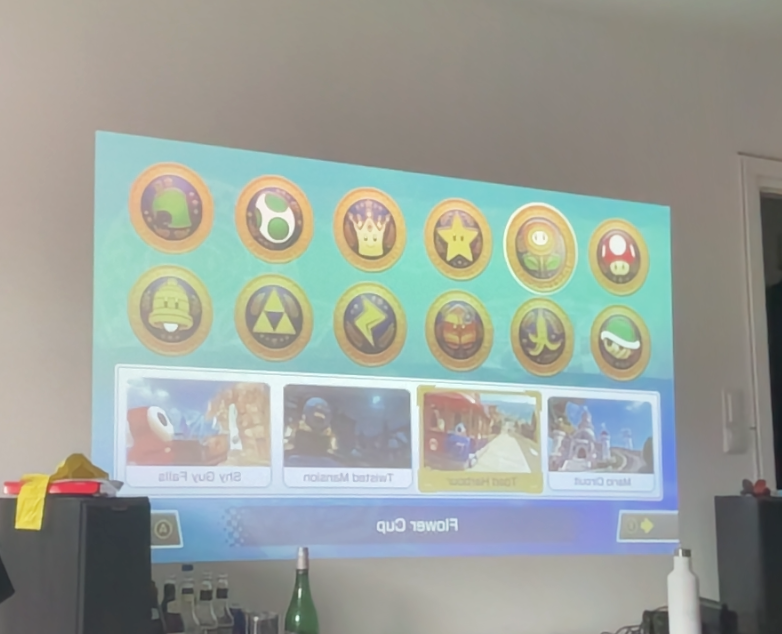 Mario Circuit
Toad Harbour
Twisted Mansion
Shy Guy Falls
Flower Cup
A